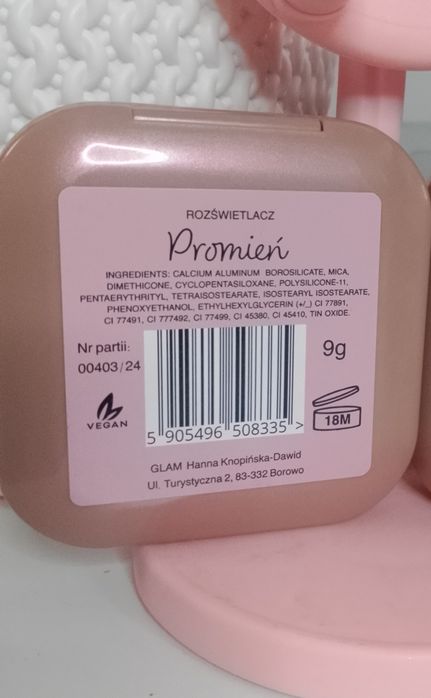 ROZŚWIETLACZ
Promień
INGREDIENTS: CALCIUM ALUMINUM BOROSILICATE, MICA,
DIMETHICONE, CYCLOPENTASILOXANE, POLYSILICONE-11,
PENTAERYTHRITYL, TETRAISOSTEARATE, ISOSTEARYL ISOSTEARATE,
PHENOXYETHANOL, ETHYLHEXYLGLYCERIN (+/_) CI 77891,
CI 77491, CI 777492, CI 77499, CI 45380, CI 45410, TIN OXIDE.
Nr partii:
00403/24
9g
VEGAN
18M
5 905496 508335 >
GLAM Hanna Knopińska-Dawid
Ul. Turystyczna 2, 83-332 Borowo